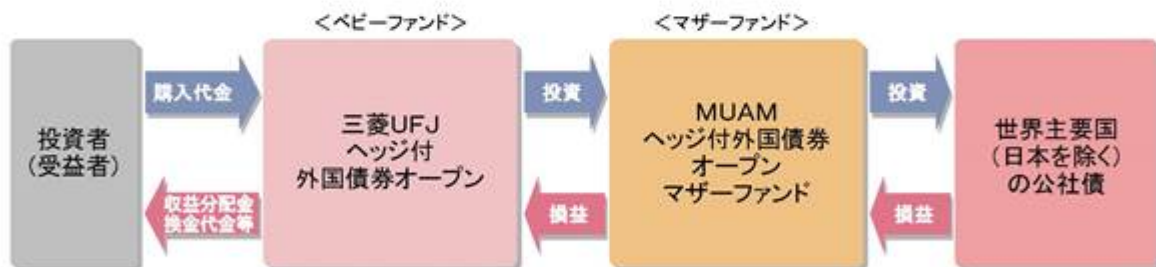 ＜ベビーファンド＞
＜マザーファンド＞
投資者
（受益者）
購入代金
収益分配金
換金代金等
三菱UFJ
ヘッジ付
外国債券オープン
投資
損益
MUAM
ヘッジ付外国債券
オープン
マザーファンド
投資
損益
世界主要国
（日本を除く）
の公社債